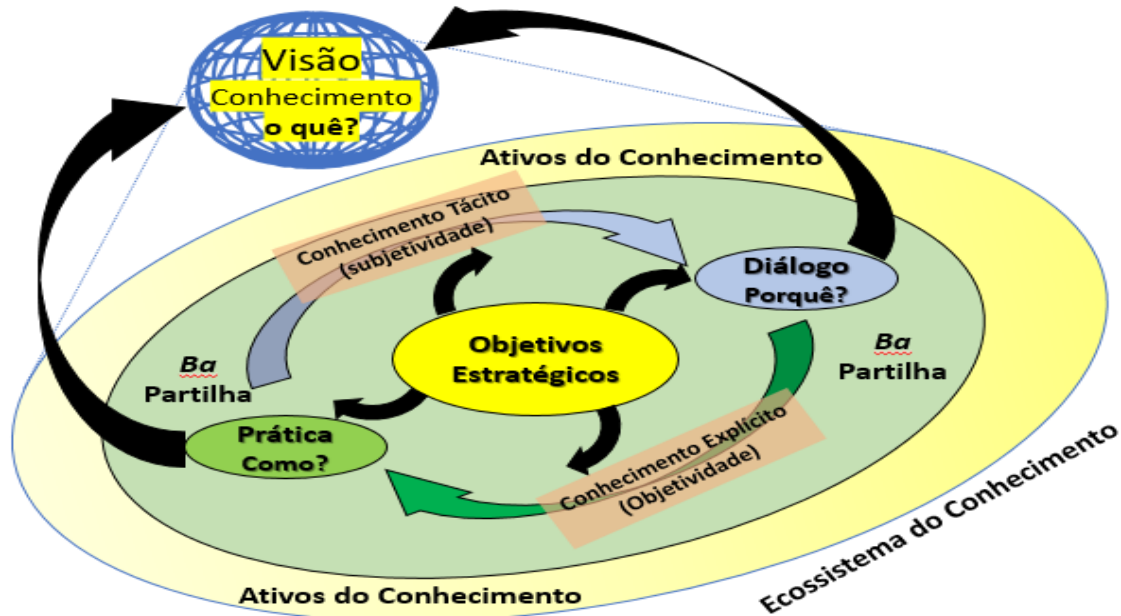 Visão
Conhecimento
o quê?
Ativos do Conhecimento
Conhecimento Tácito
(subjetividade)
Diálogo
Porquê?
Objetivos
Estratégicos
Ba
Partilha
Ba
Partilha
Prática
Como?
Conhecimento Explícito
(Objetividade)
Ativos do Conhecimento
Ecossistema do Conhecimento